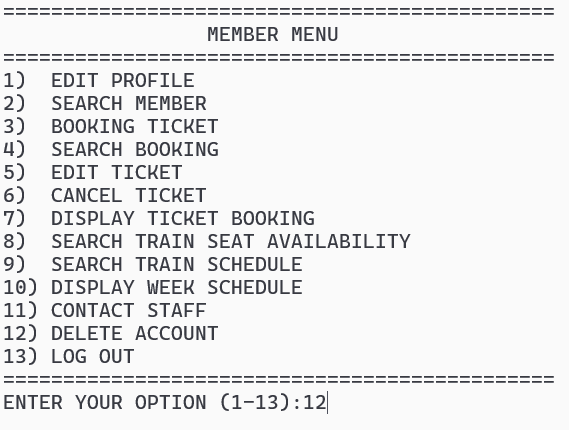 ==============================================
MEMBER MENU
==============================================
1)  EDIT PROFILE
2)  SEARCH MEMBER
3)  BOOKING TICKET
4)  SEARCH BOOKING
5)  EDIT TICKET
6)  CANCEL TICKET
7)  DISPLAY TICKET BOOKING
8)  SEARCH TRAIN SEAT AVAILABILITY
9)  SEARCH TRAIN SCHEDULE
10) DISPLAY WEEK SCHEDULE
11) CONTACT STAFF
12) DELETE ACCOUNT
13) LOG OUT
==============================================
ENTER YOUR OPTION (1-13):12